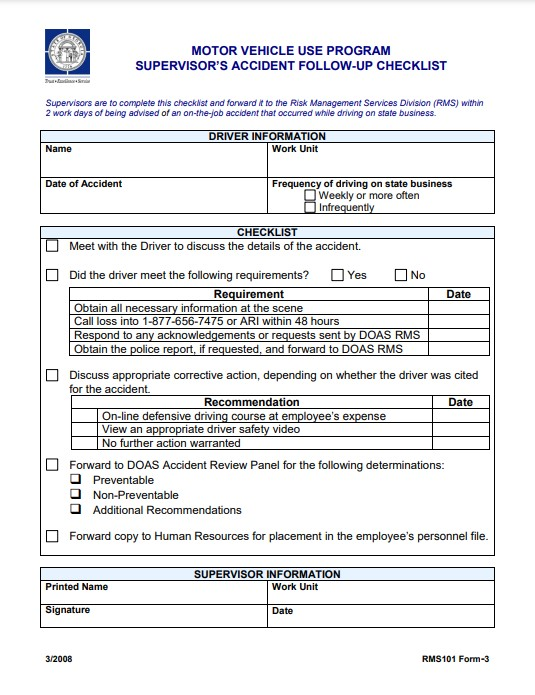 Trust • Excellence • Service
MOTOR VEHICLE USE PROGRAM
SUPERVISOR'S ACCIDENT FOLLOW-UP CHECKLIST
Supervisors are to complete this checklist and forward it to the Risk Management Services Division (RMS) within
2 work days of being advised of an on-the-job accident that occurred while driving on state business.
DRIVER INFORMATION
Name
Work Unit
Date of Accident
Frequency of driving on state business
Weekly or more often
Infrequently
CHECKLIST
Meet with the Driver to discuss the details of the accident.
Did the driver meet the following requirements? Yes No
Requirement Date
Obtain all necessary information at the scene
Call loss into 1-877-656-7475 or ARI within 48 hours
Respond to any acknowledgements or requests sent by DOAS RMS
Obtain the police report, if requested, and forward to DOAS RMS
Discuss appropriate corrective action, depending on whether the driver was cited
for the accident.
Recommendation Date
On-line defensive driving course at employee's expense
View an appropriate driver safety video
No further action warranted
Forward to DOAS Accident Review Panel for the following determinations:
Preventable
Non-Preventable
Additional Recommendations
Forward copy to Human Resources for placement in the employee's personnel file.
SUPERVISOR INFORMATION
Printed Name
Work Unit
Signature
Date
3/2008
RMS101 Form-3